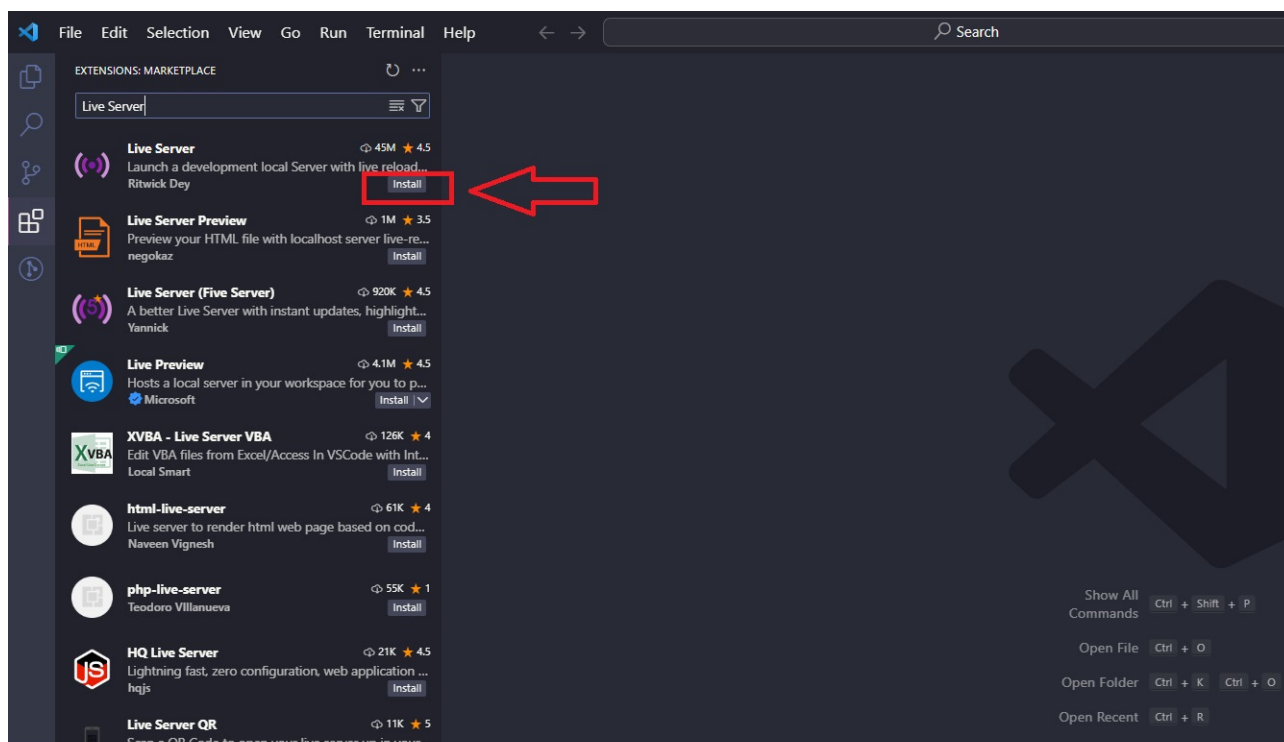 File Edit Selection View Go Run Terminal Help
Search
EXTENSIONS: MARKETPLACE
Live Server
Live Server 45M 4.5
Launch a development local Server with live reload...
Ritwick Dey Install
Live Server Preview 1M 3.5
Preview your HTML file with localhost server live-re...
negokaz Install
HTML
Live Server (Five Server) 920K 4.5
A better Live Server with instant updates, highlight...
Yannick Install
5
Live Preview 4.1M 4.5
Hosts a local server in your workspace for you to p...
Microsoft Install
XVBA - Live Server VBA 126K 4
Edit VBA files from Excel/Access In VSCode with Int...
Local Smart Install
XVBA
html-live-server 61K 4
Live server to render html web page based on cod...
Naveen Vignesh Install
php-live-server 55K 1
Teodoro VIllanueva Install
HQ Live Server 21K 4.5
Lightning fast, zero configuration, web application ...
hqjs Install
JS
Live Server QR 11K 5
Show All
Commands Ctrl + Shift + P
Open File Ctrl + O
Open Folder Ctrl + K Ctrl + O
Open Recent Ctrl + R